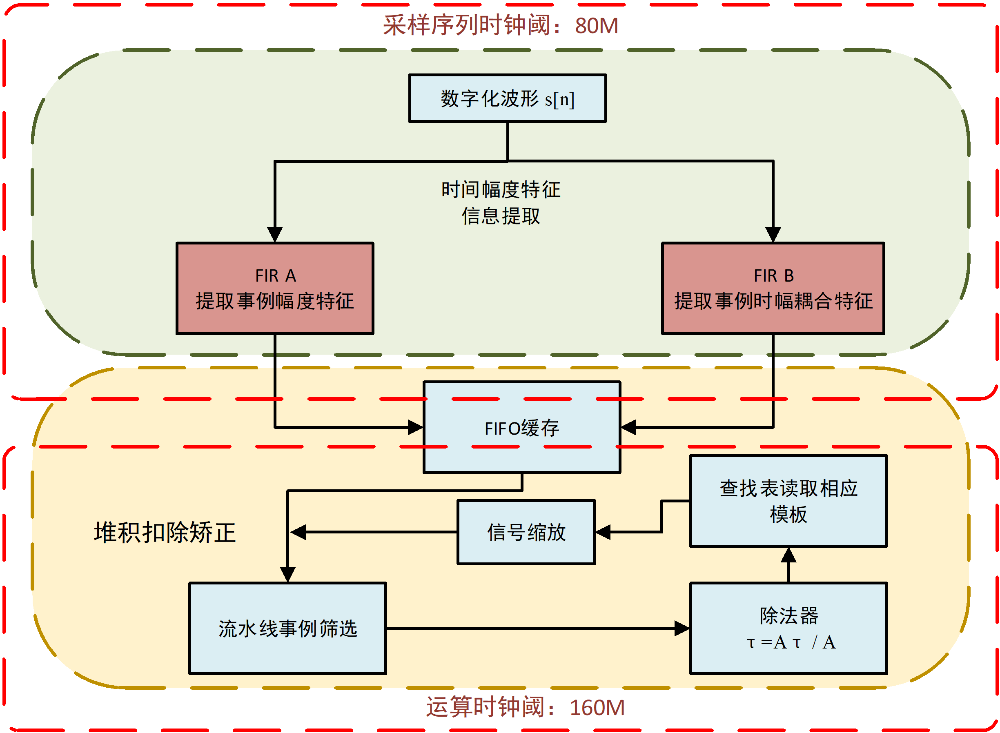 采样序列时钟阈：80M
数字化波形 s[n]
时间幅度特征
信息提取
FIR A
提取事例幅度特征
FIR B
提取事例时幅耦合特征
FIFO缓存
查找表读取相应
模板
信号缩放
堆积扣除矫正
流水线事例筛选
除法器
τ=Aτ / A
运算时钟阈：160M